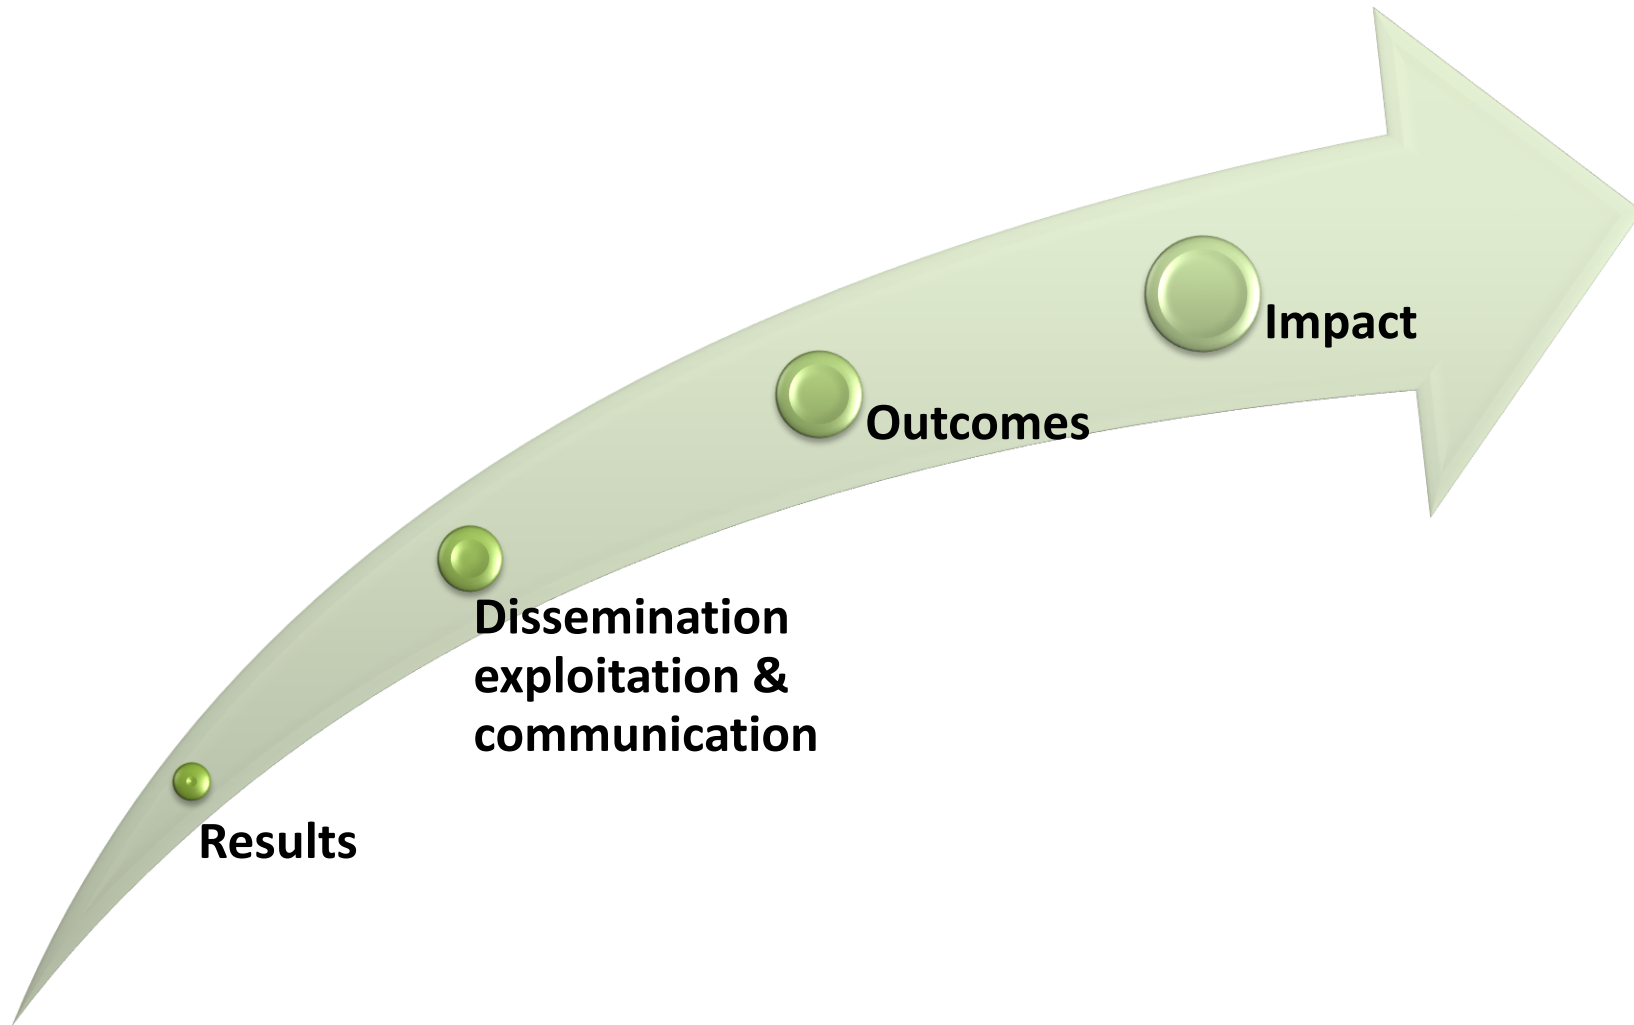 Impact
Outcomes
Dissemination
exploitation &
communication
Results